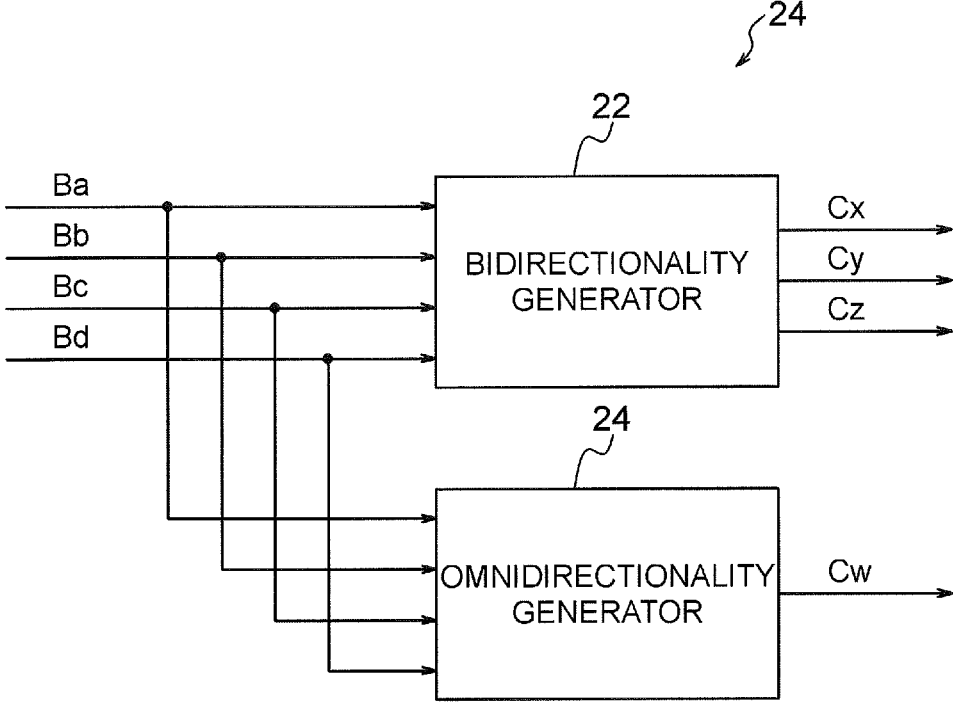 24
22
Ba
Bb
Bc
Bd
BIDIRECTIONALITY
GENERATOR
Cx
Cy
Cz
24
OMNIDIRECTIONALITY
GENERATOR
Cw